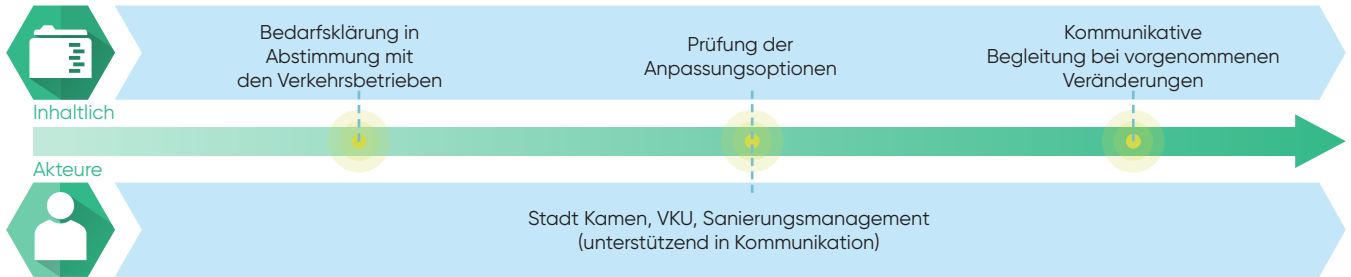 Bedarfsklärung in
Abstimmung mit
den Verkehrsbetrieben
Prüfung der
Anpassungsoptionen
Kommunikative
Begleitung bei vorgenommenen
Veränderungen
Inhaltlich
Akteure
Stadt Kamen, VKU, Sanierungsmanagement
(unterstützend in Kommunikation)